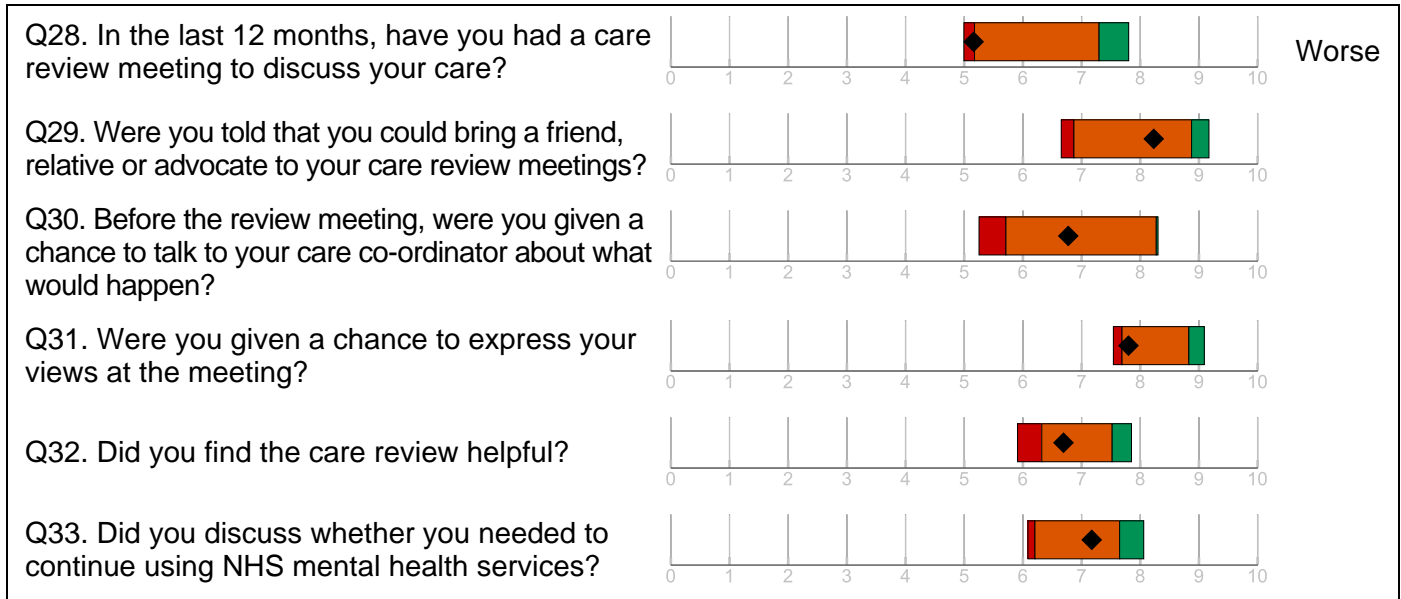 Q28. In the last 12 months, have you had a care
review meeting to discuss your care?
0 1 2 3 4 5 6 7 8 9 10
Worse
Q29. Were you told that you could bring a friend,
relative or advocate to your care review meetings?
0 1 2 3 4 5 6 7 8 9 10
Q30. Before the review meeting, were you given a
chance to talk to your care co-ordinator about what
would happen?
0 1 2 3 4 5 6 7 8 9 10
Q31. Were you given a chance to express your
views at the meeting?
0 1 2 3 4 5 6 7 8 9 10
Q32. Did you find the care review helpful?
0 1 2 3 4 5 6 7 8 9 10
Q33. Did you discuss whether you needed to
continue using NHS mental health services?
0 1 2 3 4 5 6 7 8 9 10